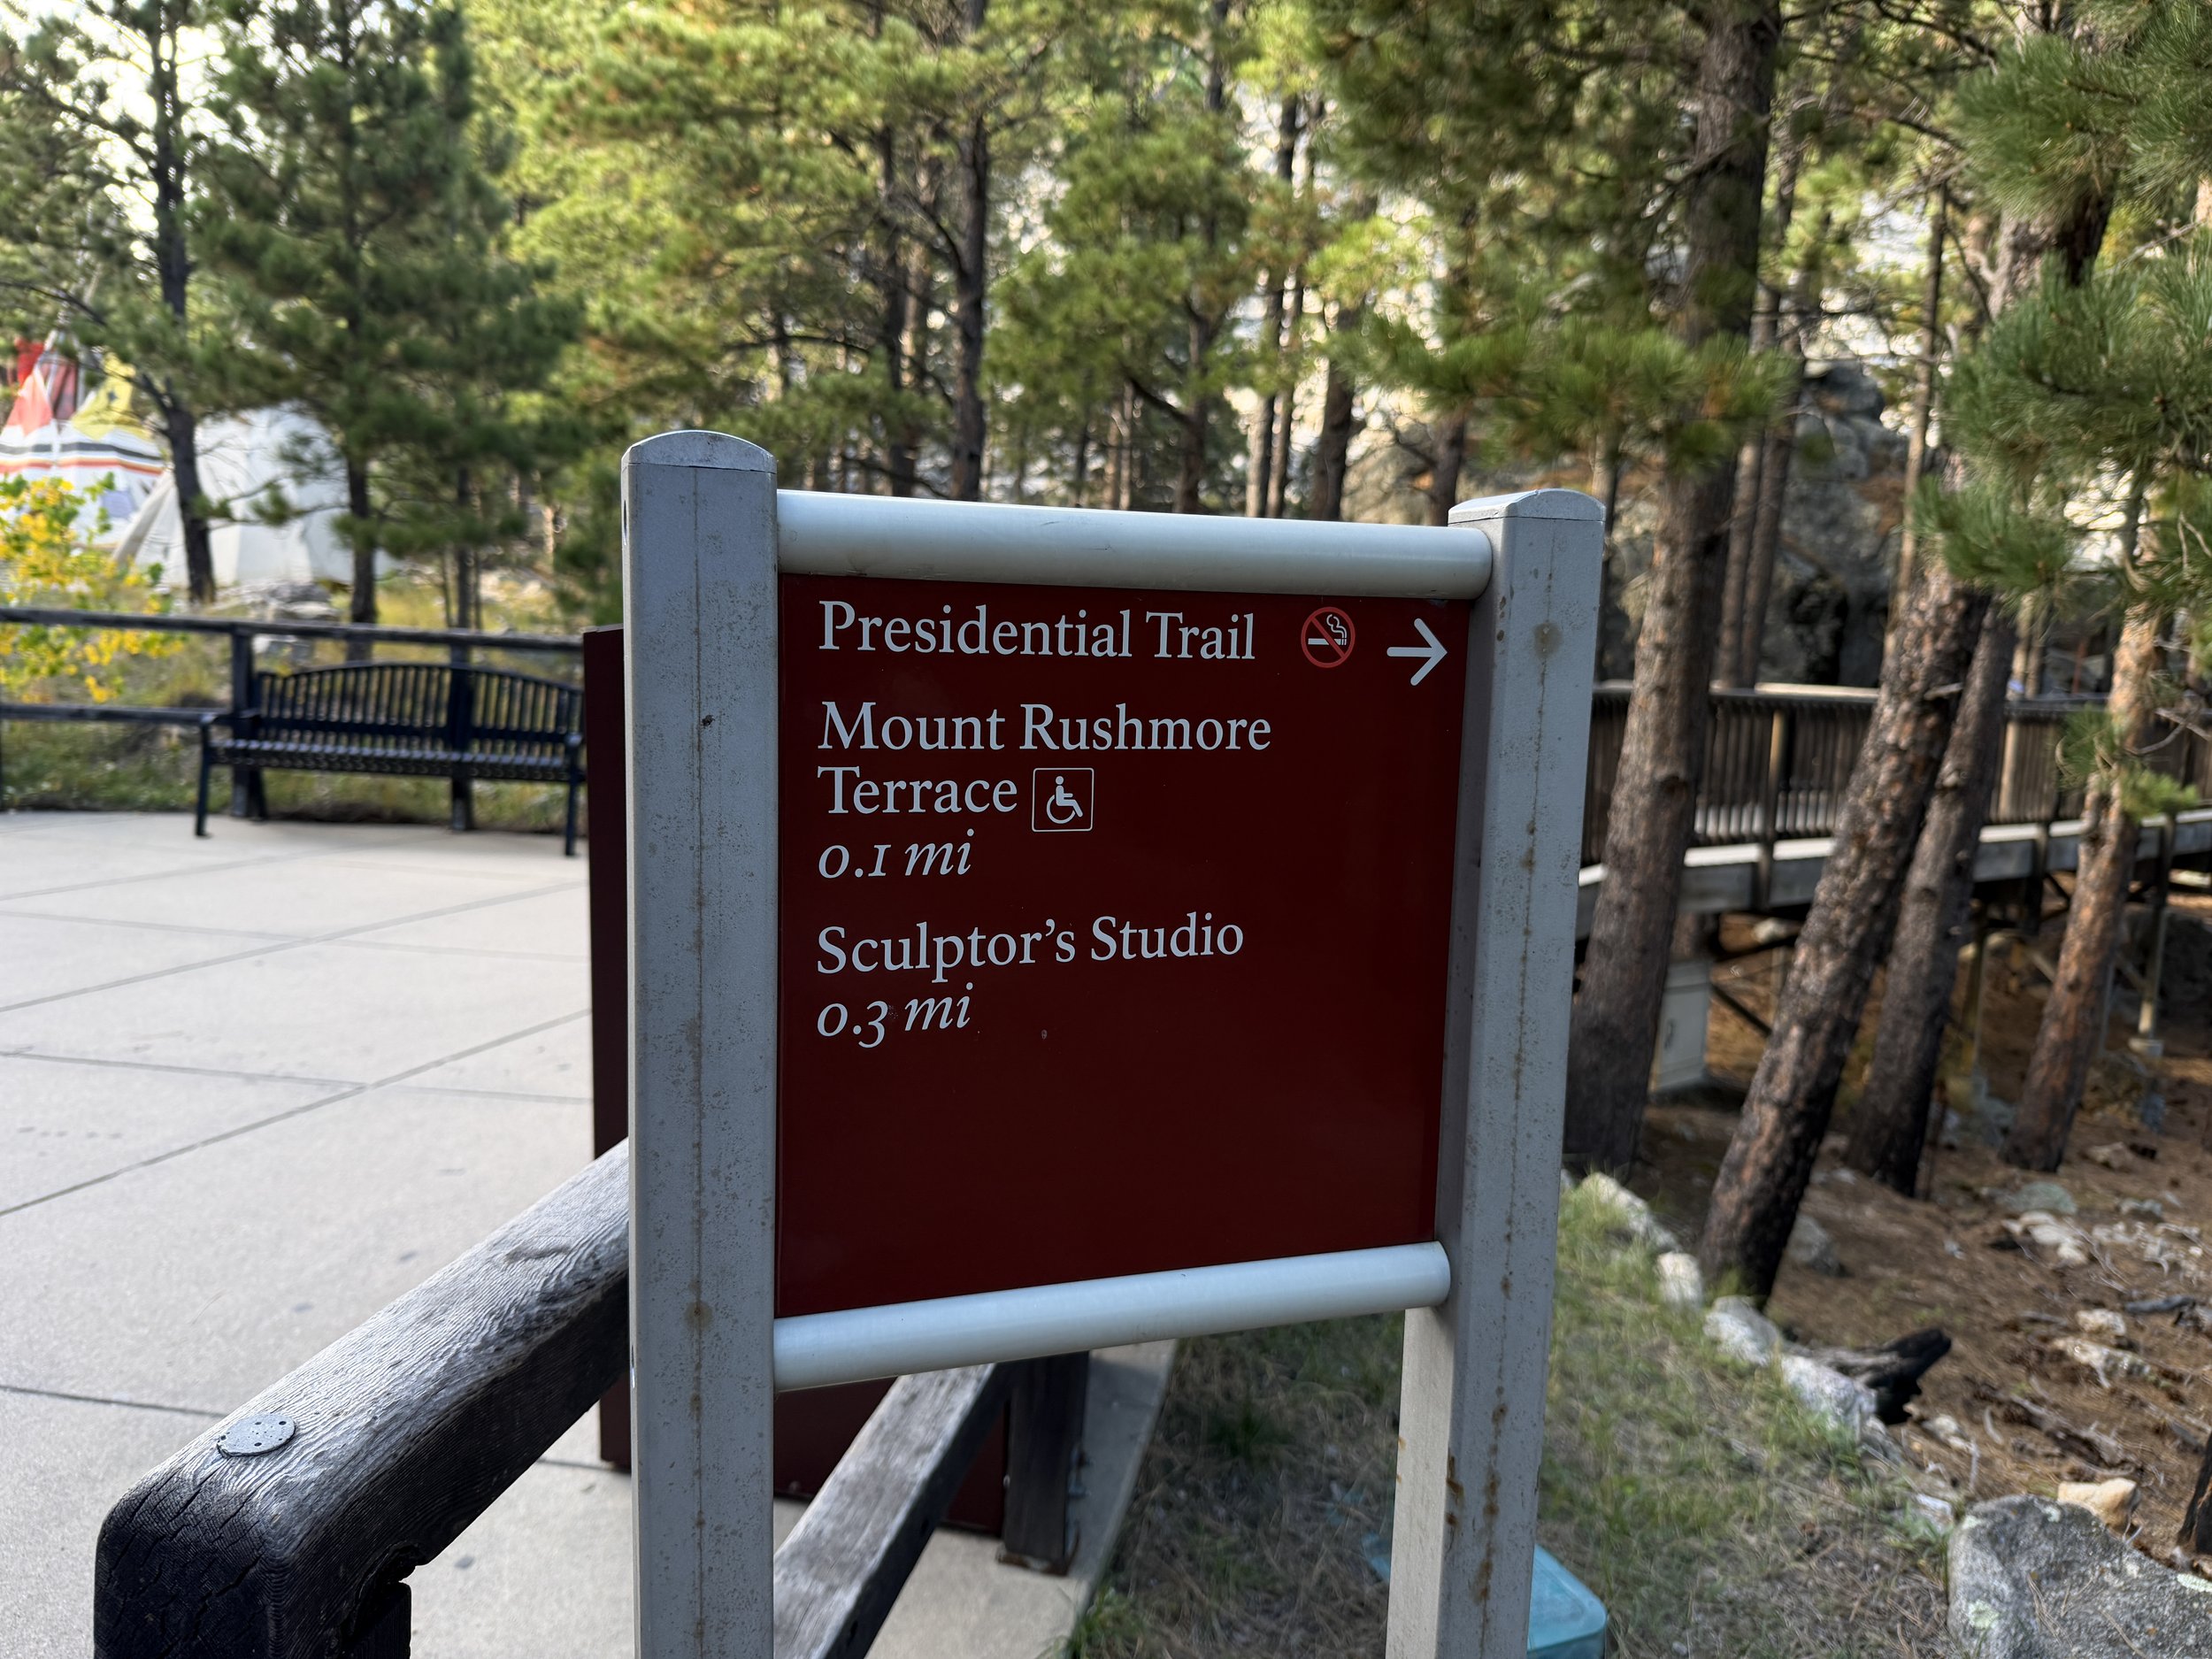 Presidential Trail
Mount Rushmore
Terrace
0.1 mi
Sculptor's Studio
0.3 mi